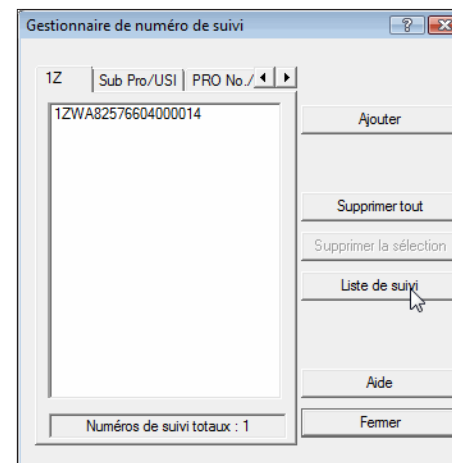 Gestionnaire de numéro de suivi
1Z
Sub Pro/USI
PRO No./
1ZWA82576604000014
Ajouter
Supprimer tout
Supprimer la sélection
Liste de suivi
Aide
Numéros de suivi totaux : 1
Fermer